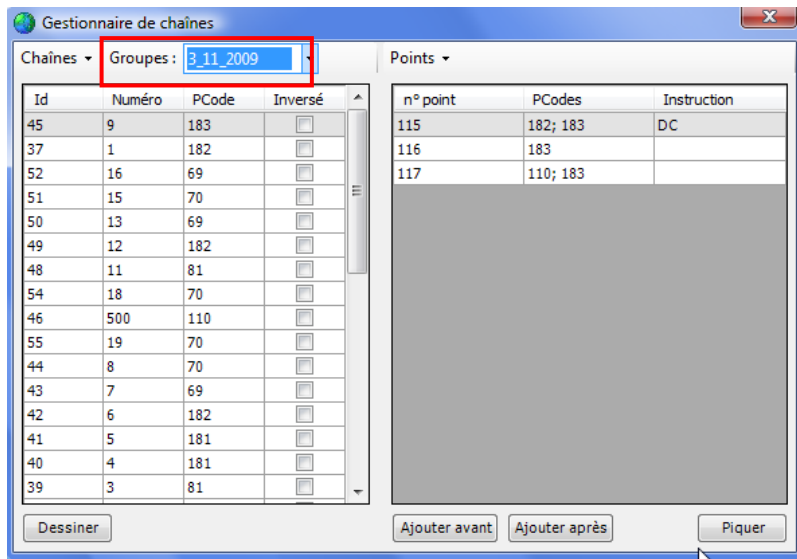 Gestionnaire de chaînes
Chaînes Groupes : 3_11_2009 Points
Id Numéro PCode Inversé
45 9 183
37 1 182
52 16 69
51 15 70
50 13 69
49 12 182
48 11 81
54 18 70
46 500 110
55 19 70
44 8 70
43 7 69
42 6 182
41 5 181
40 4 181
39 3 81
n° point PCodes Instruction
115 182; 183 DC
116 183
117 110; 183
Dessiner Ajouter avant Ajouter après Piquer